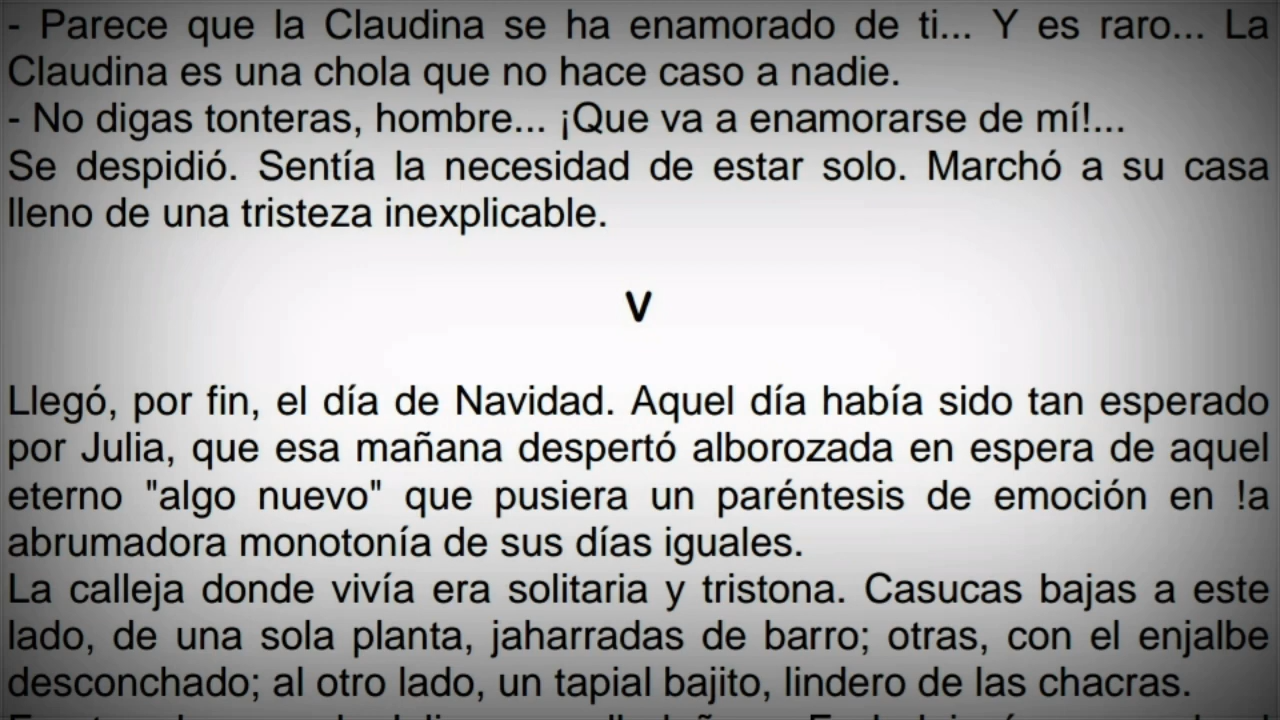 - Parece que la Claudina se ha enamorado de ti... Y es raro... La
Claudina es una chola que no hace caso a nadie.
- No digas tonteras, hombre... ¡Que va a enamorarse de mí!...
Se despidió. Sentía la necesidad de estar solo. Marchó a su casa
lleno de una tristeza inexplicable.
V
Llegó, por fin, el día de Navidad. Aquel día había sido tan esperado
por Julia, que esa mañana despertó alborozada en espera de aquel
eterno "algo nuevo" que pusiera un paréntesis de emoción en !a
abrumadora monotonía de sus días iguales.
La calleja donde vivía era solitaria y tristona. Casucas bajas a este
lado, de una sola planta, jaharradas de barro; otras, con el enjalbe
desconchado; al otro lado, un tapial bajito, lindero de las chacras.